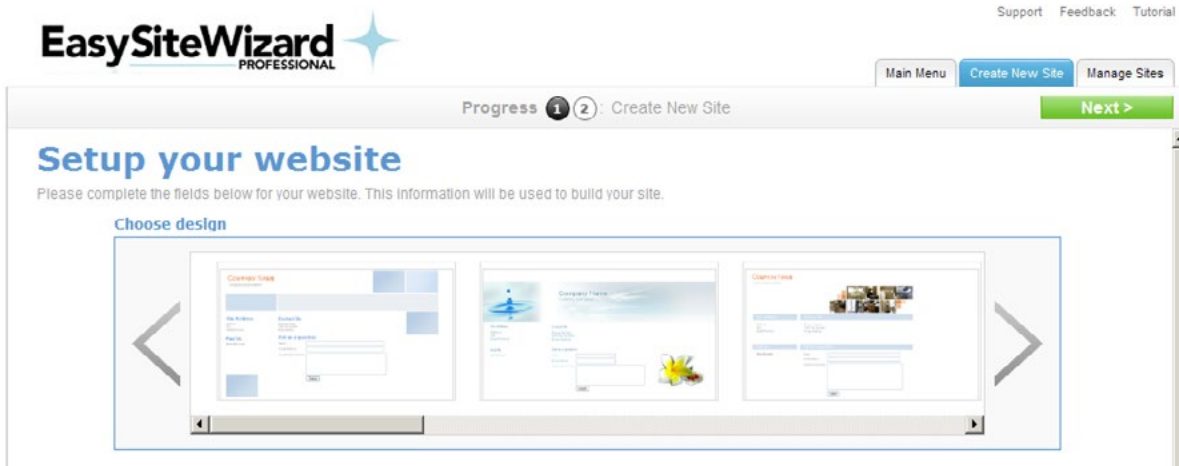 Support Feedback Tutorial
EasySiteWizard
PROFESSIONAL
Main Menu Create New Site Manage Sites
Progress 1 2 : Create New Site
Next >
Setup your website
Please complete the fields below for your website. This information will be used to build your site.
Choose design
Company Name
Company Name
Company Name
Contact Us